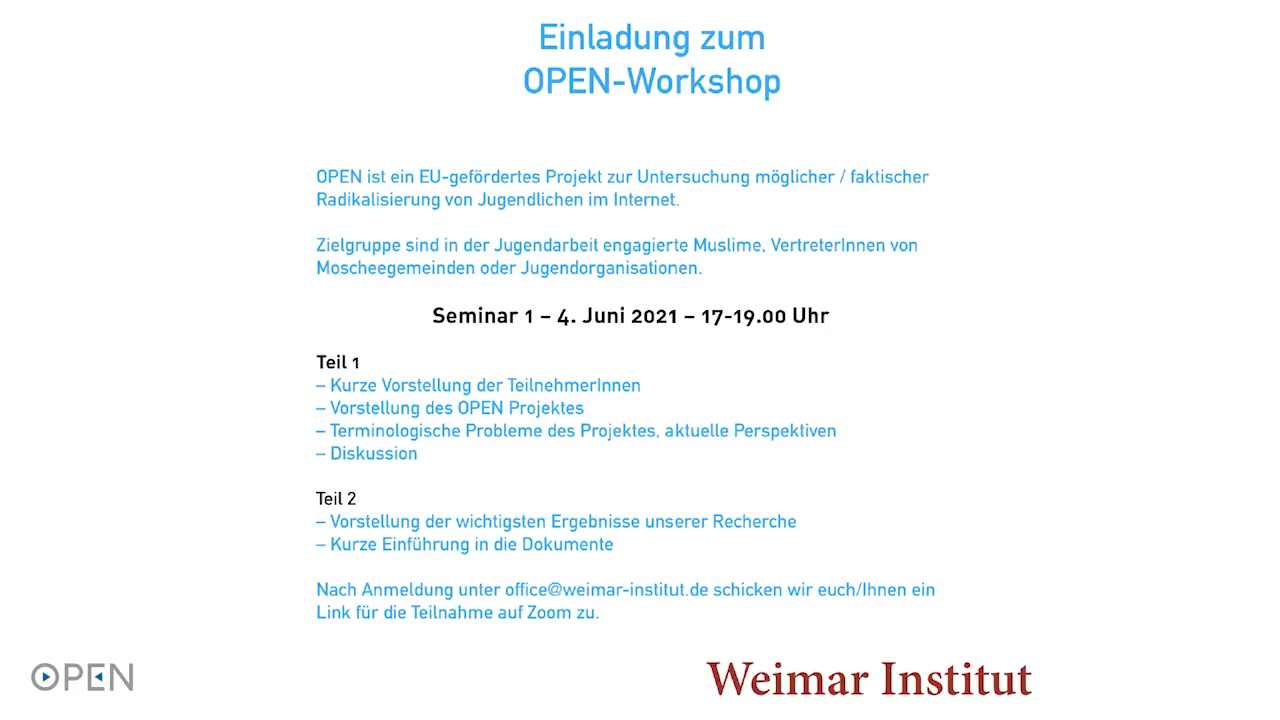 Einladung zum
OPEN-Workshop
OPEN ist ein EU-gefördertes Projekt zur Untersuchung möglicher / faktischer
Radikalisierung von Jugendlichen im Internet.
Zielgruppe sind in der Jugendarbeit engagierte Muslime, VertreterInnen von
Moscheegemeinden oder Jugendorganisationen.
Seminar 1 – 4. Juni 2021 – 17-19.00 Uhr
Teil 1
– Kurze Vorstellung der TeilnehmerInnen
– Vorstellung des OPEN Projektes
– Terminologische Probleme des Projektes, aktuelle Perspektiven
– Diskussion
Teil 2
– Vorstellung der wichtigsten Ergebnisse unserer Recherche
– Kurze Einführung in die Dokumente
Nach Anmeldung unter office@weimar-institut.de schicken wir euch/Ihnen ein
Link für die Teilnahme auf Zoom zu.
OPEN
Weimar Institut